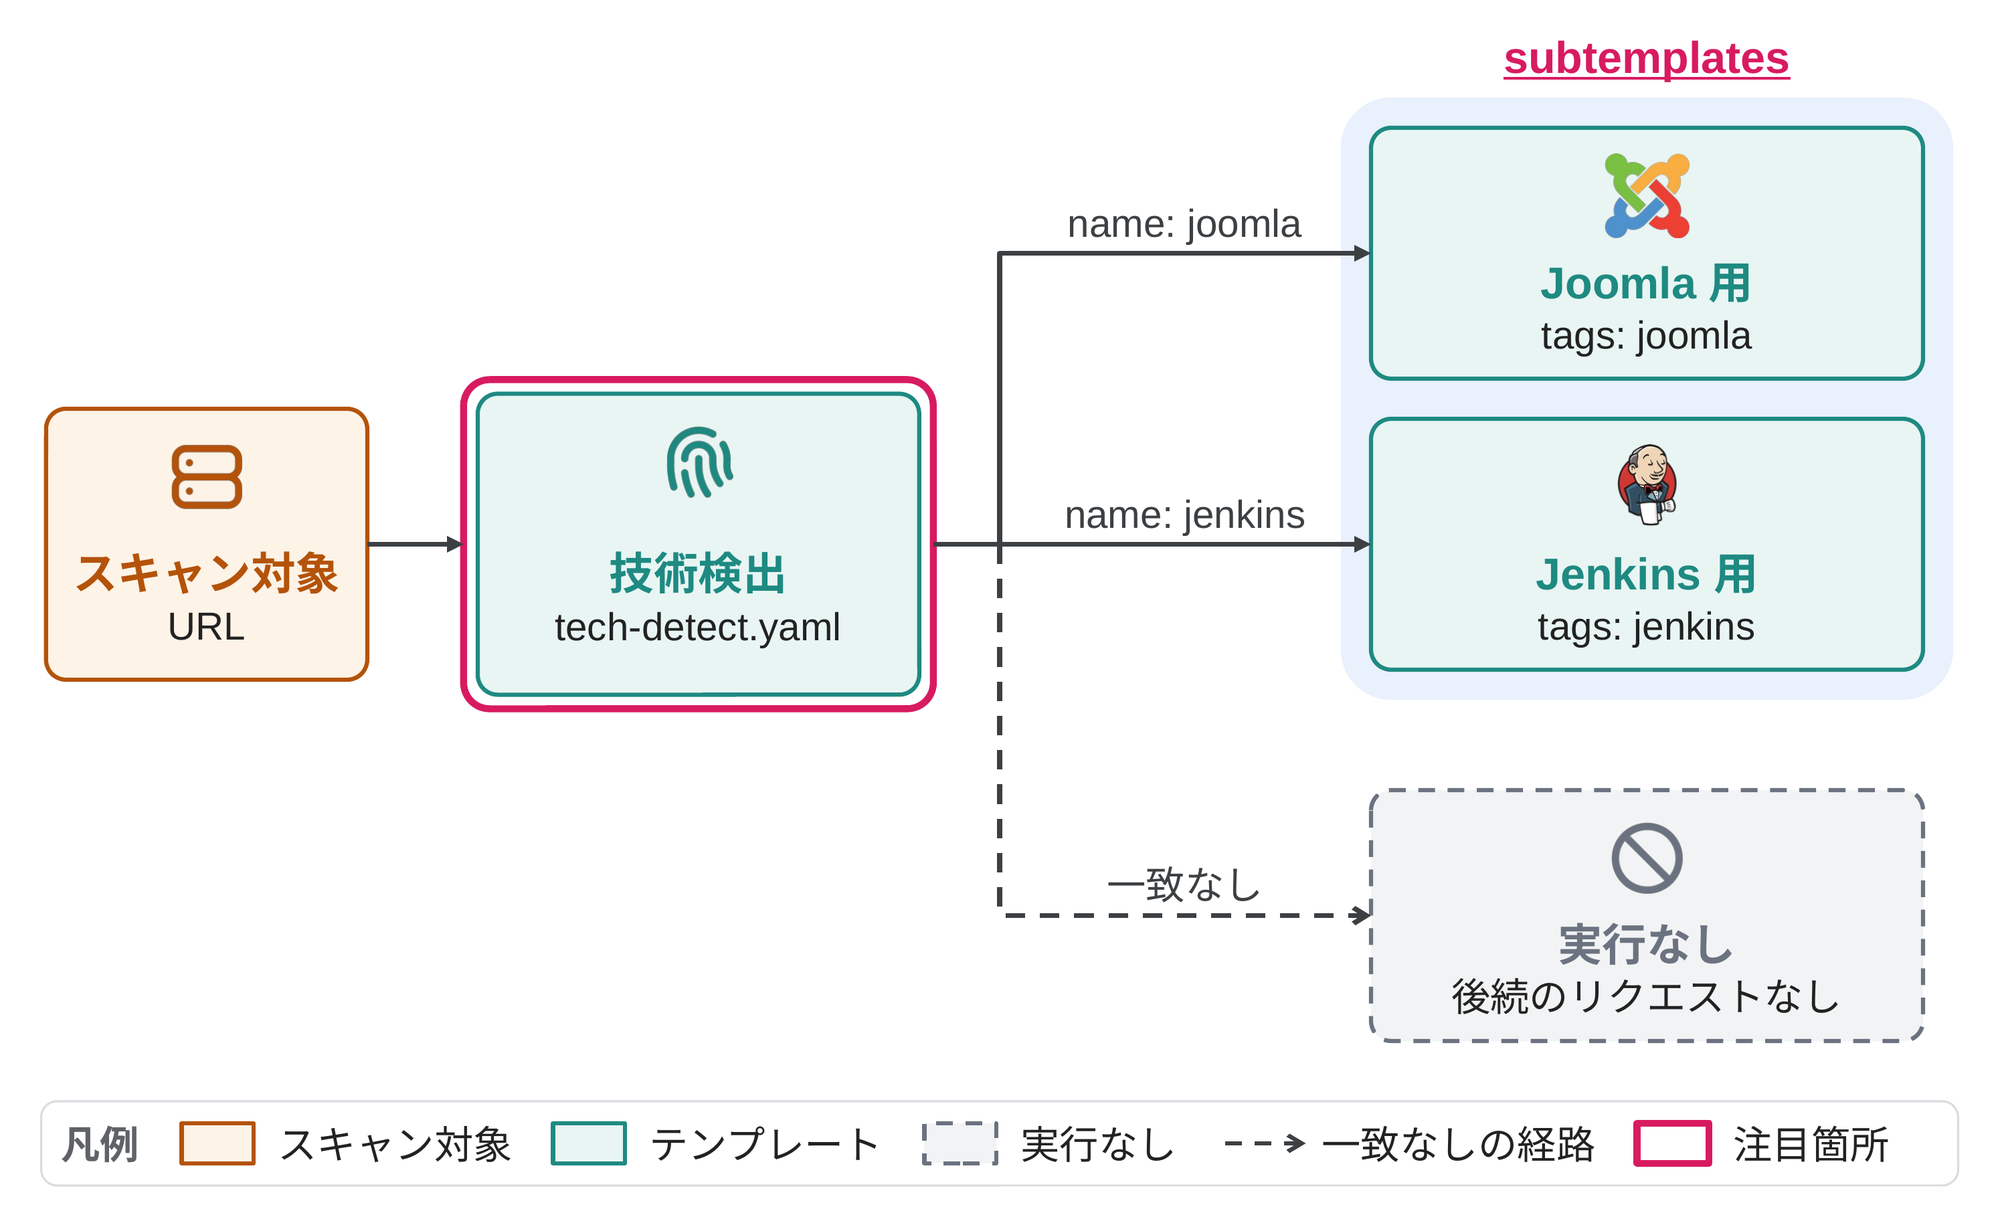 subtemplates
name: joomla
Joomla 用
tags: joomla
スキャン対象
URL
技術検出
tech-detect.yaml
name: jenkins
Jenkins 用
tags: jenkins
一致なし
実行なし
後続のリクエストなし
凡例
スキャン対象
テンプレート
実行なし
一致なしの経路
注目箇所